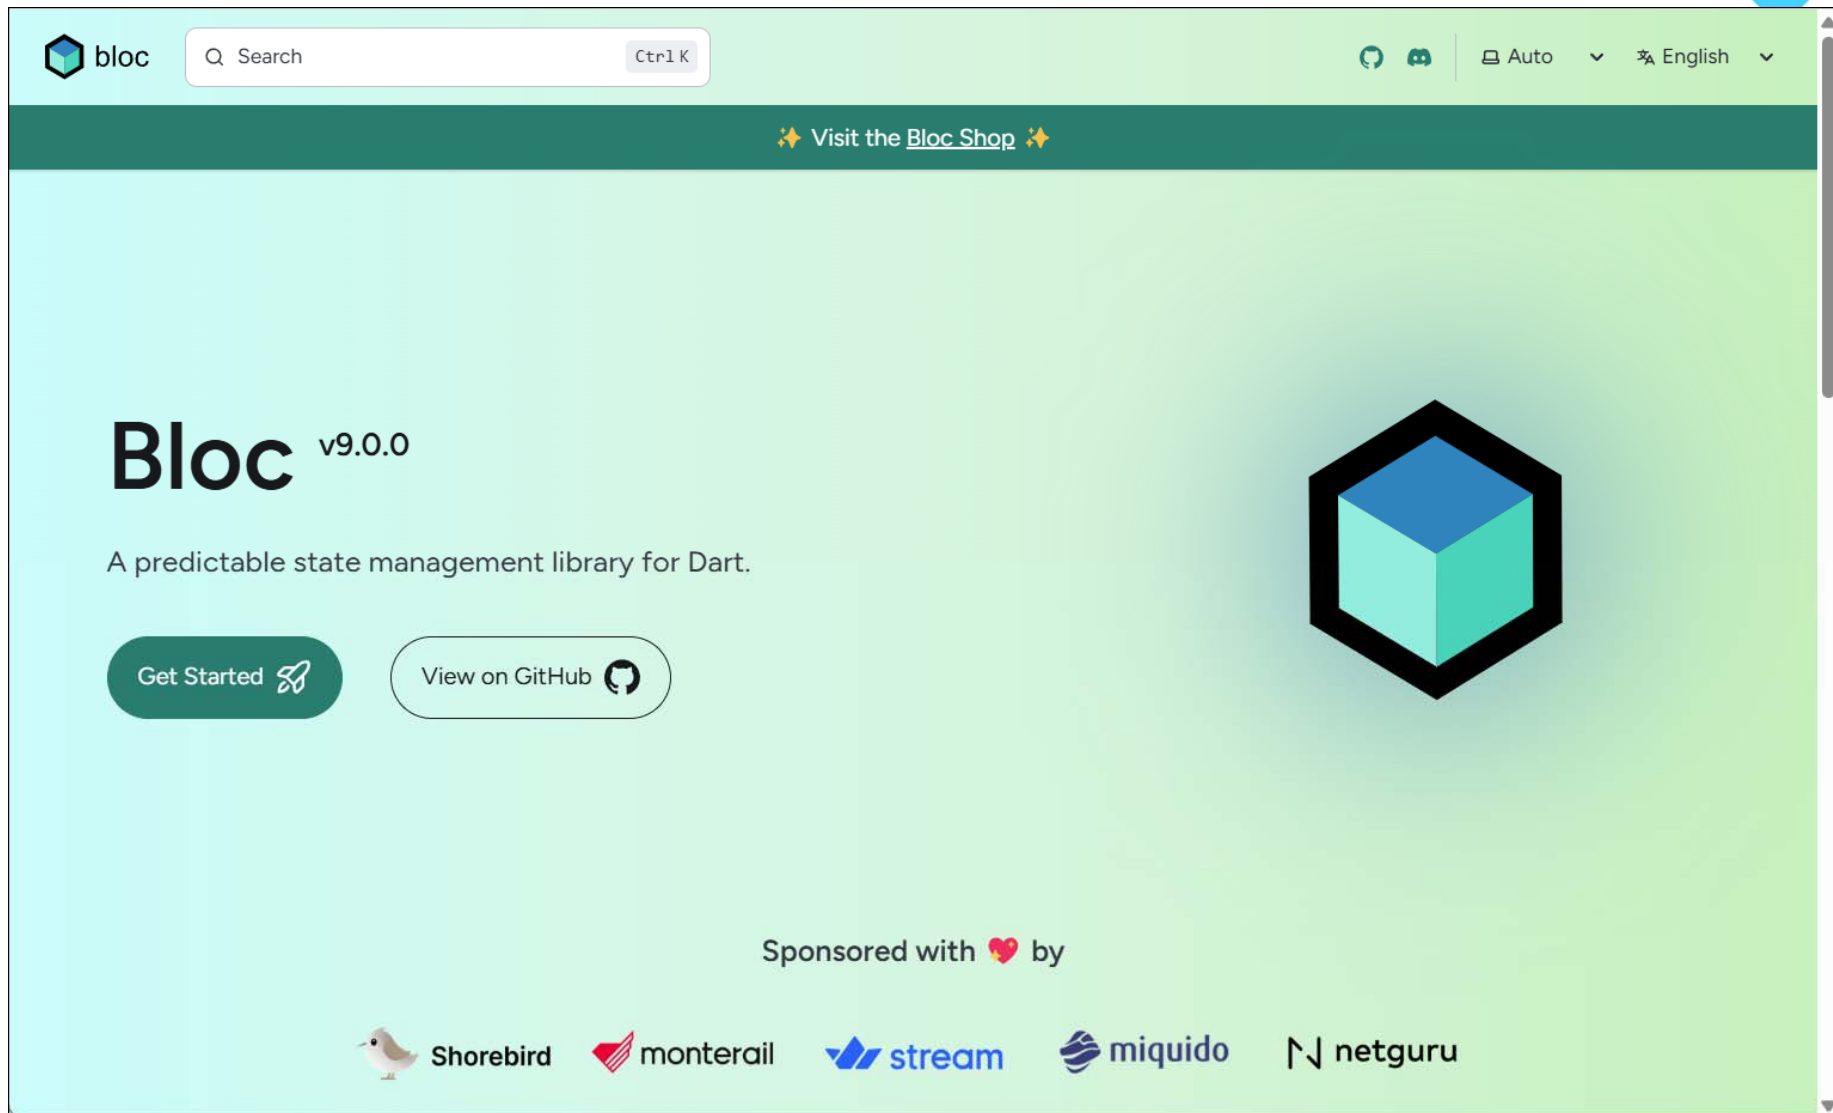 bloc Search Ctrl K Auto English
✨ Visit the Bloc Shop ✨
Bloc v9.0.0
A predictable state management library for Dart.
Get Started View on GitHub
Sponsored with 💖 by
Shorebird monterail stream miquido netguru